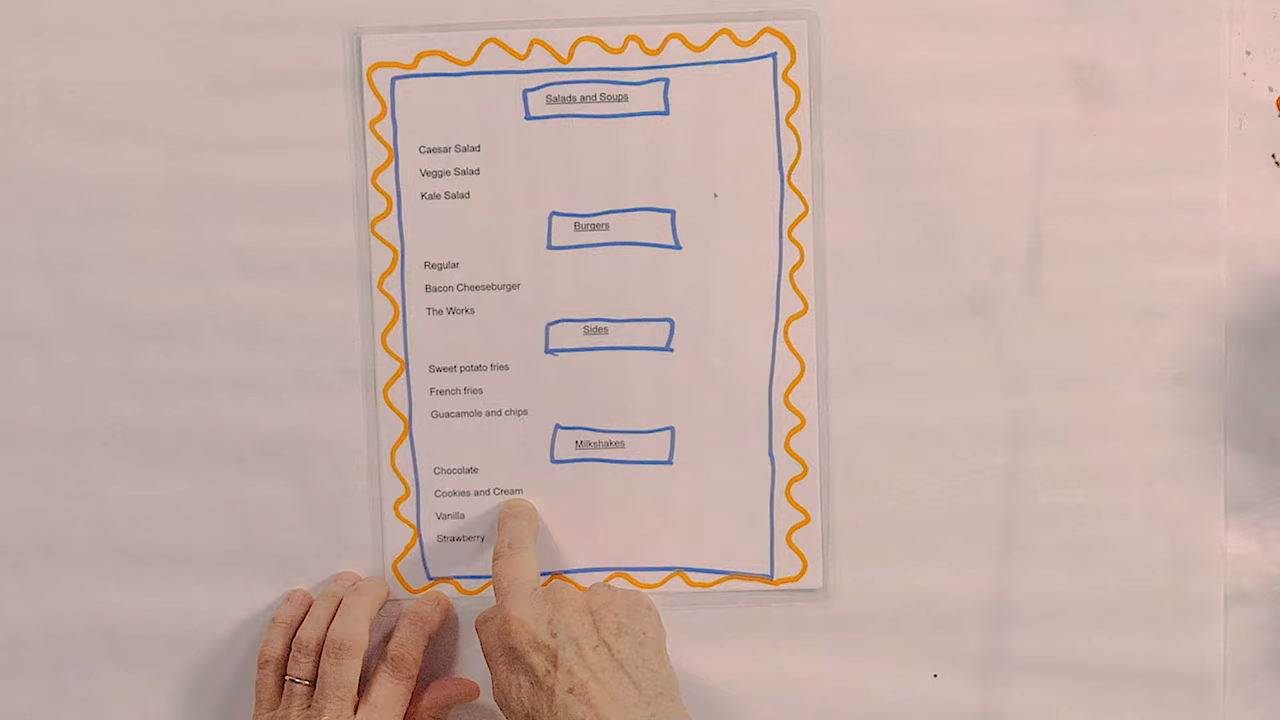 Salads and Soups
Caesar Salad
Veggie Salad
Kale Salad
Burgers
Regular
Bacon Cheeseburger
The Works
Sides
Sweet potato fries
French fries
Guacamole and chips
Milkshakes
Chocolate
Cookies and Cream
Vanilla
Strawberry